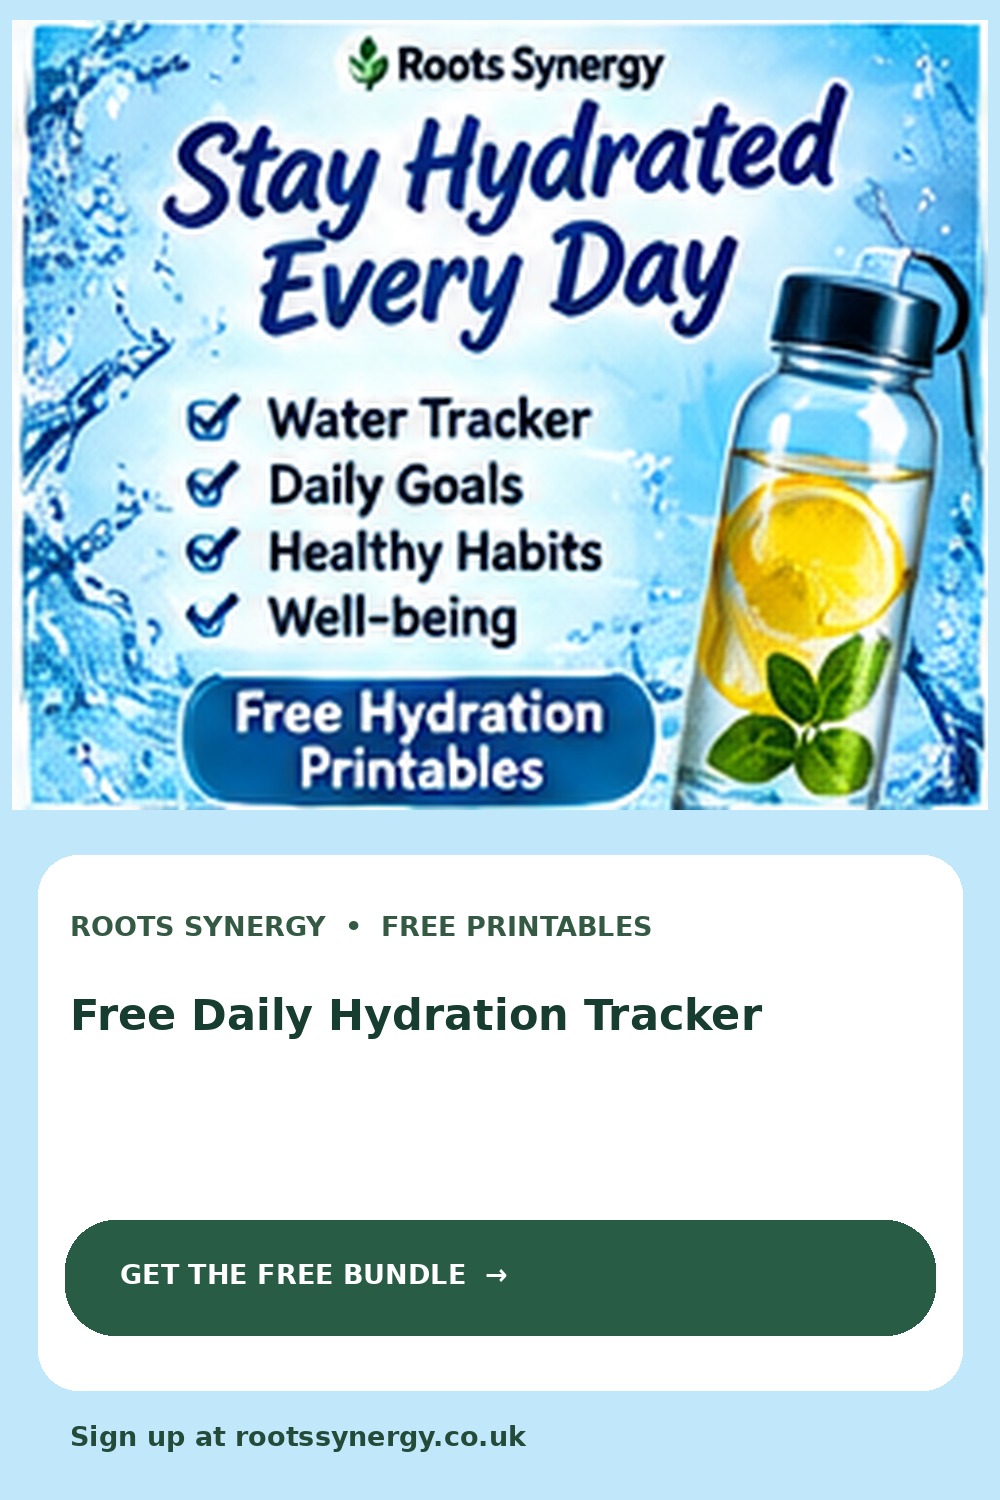 Roots Synergy
Stay Hydrated
Every Day
Water Tracker
Daily Goals
Healthy Habits
Well-being
Free Hydration
Printables
ROOTS SYNERGY • FREE PRINTABLES
Free Daily Hydration Tracker
GET THE FREE BUNDLE →
Sign up at rootssynergy.co.uk